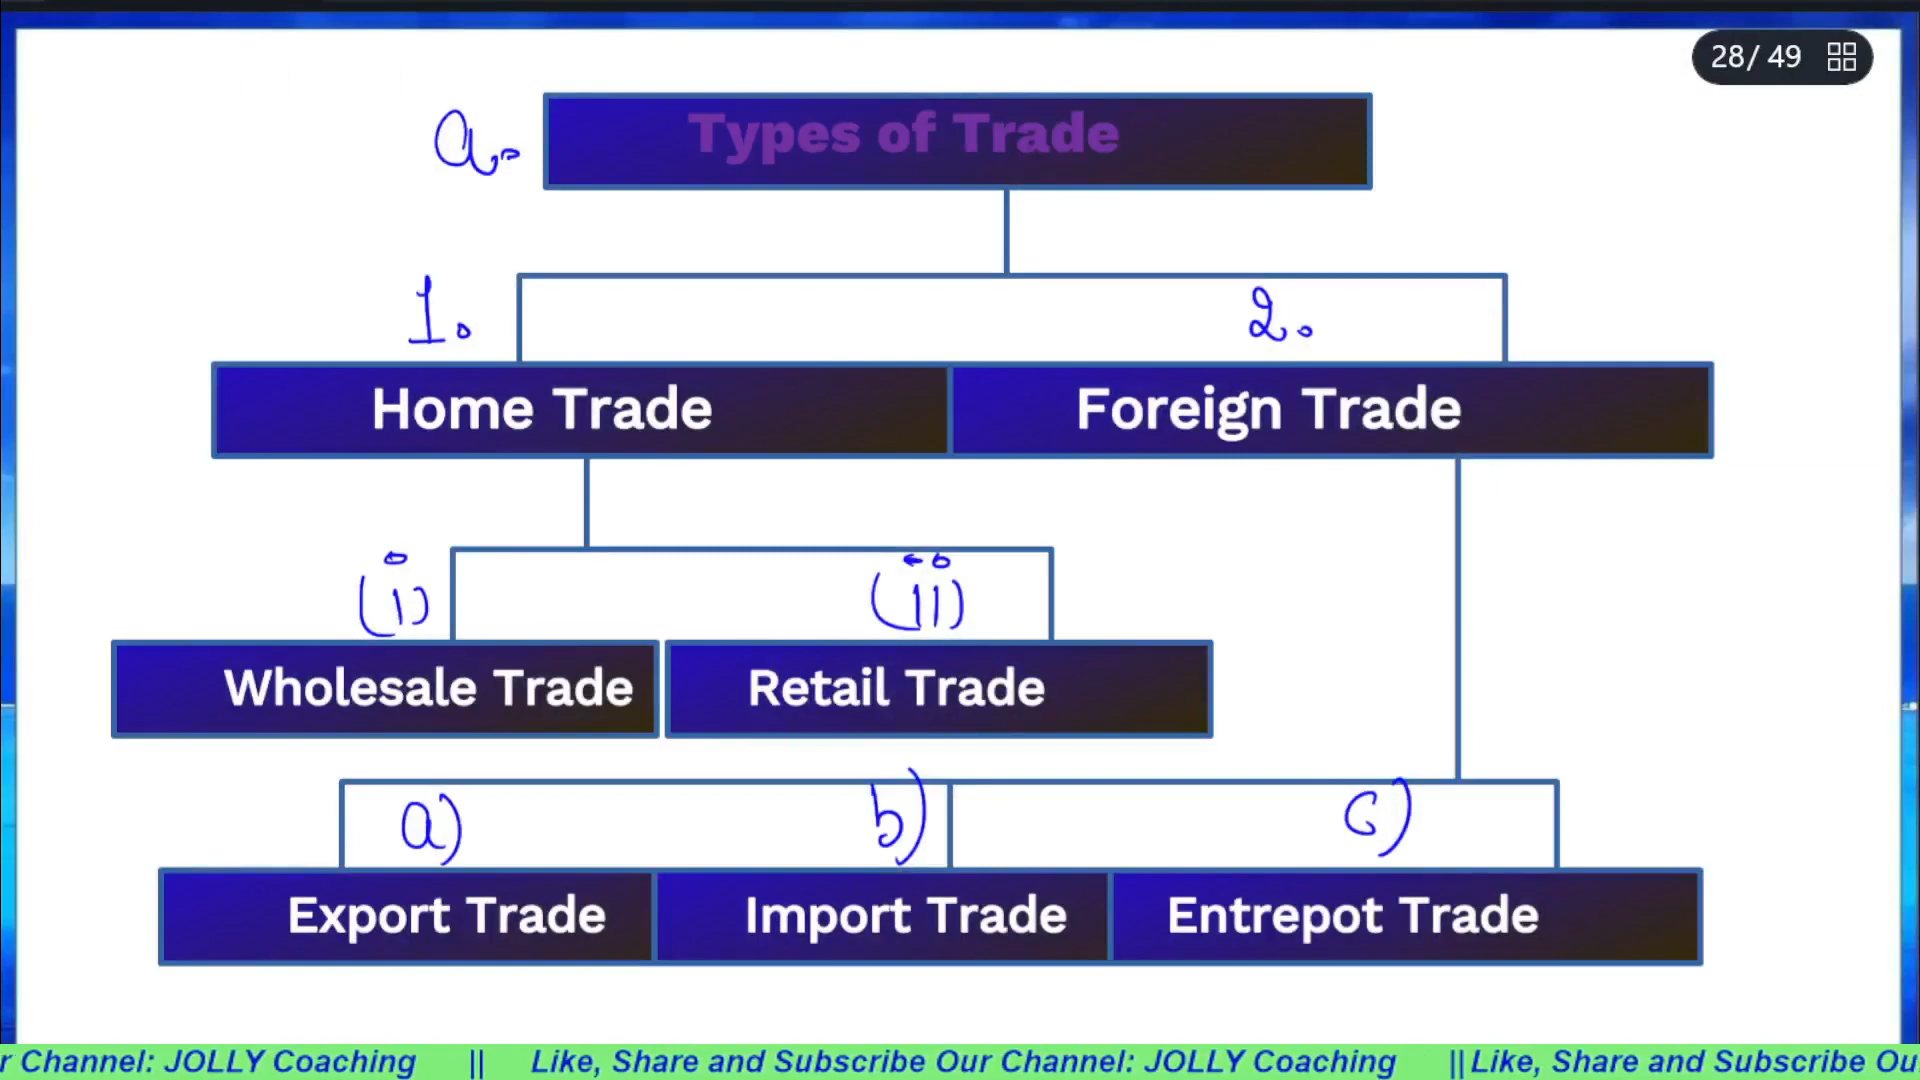 28/ 49
a. Types of Trade
1. 2.
Home Trade Foreign Trade
(i) (ii)
Wholesale Trade Retail Trade
a) b) c)
Export Trade Import Trade Entrepot Trade
r Channel: JOLLY Coaching || Like, Share and Subscribe Our Channel: JOLLY Coaching || Like, Share and Subscribe Ou